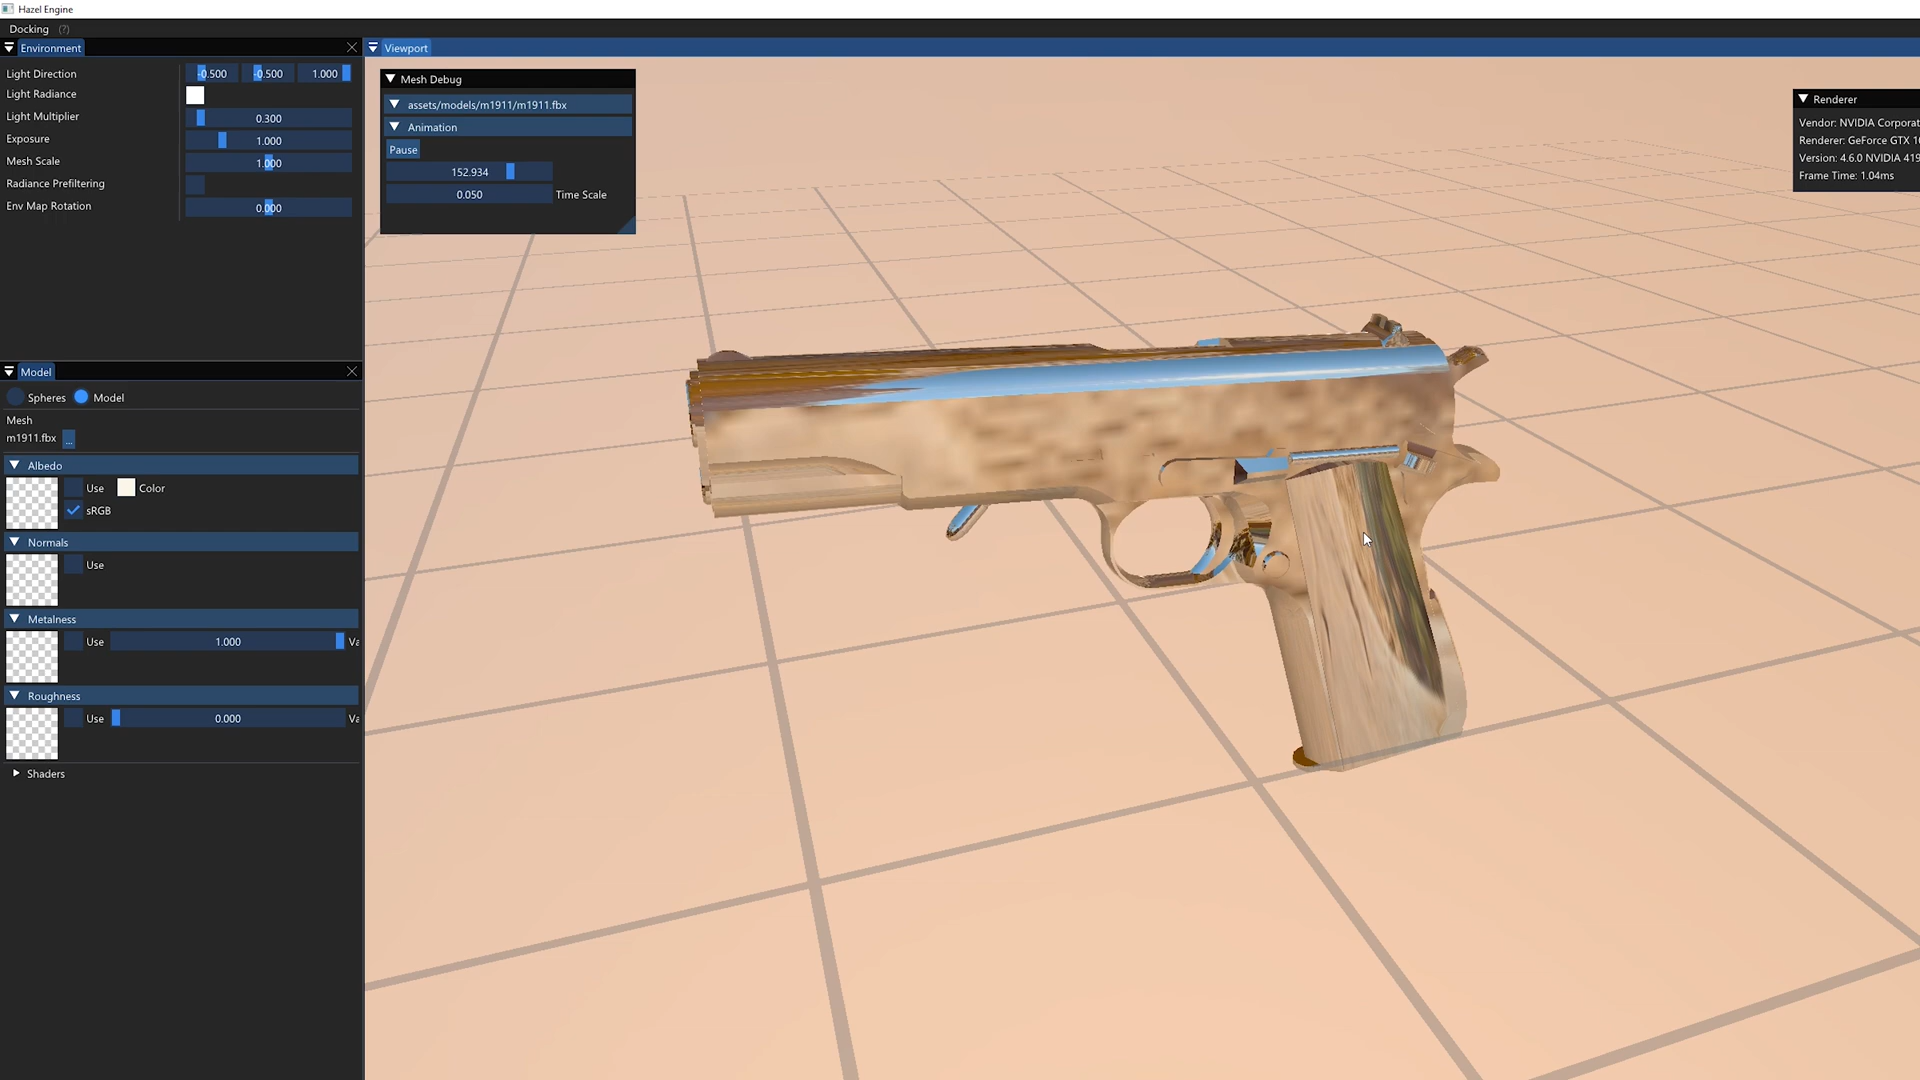 Hazel Engine
Docking (?)
Environment
Light Direction -0.500 -0.500 1.000
Light Radiance
Light Multiplier 0.300
Exposure 1.000
Mesh Scale 1.000
Radiance Prefiltering
Env Map Rotation 0.000
Model
Spheres Model
Mesh
m1911.fbx ...
Albedo
Use Color
sRGB
Normals
Use
Metalness
Use 1.000 Va
Roughness
Use 0.000 Va
Shaders
Viewport
Mesh Debug
assets/models/m1911/m1911.fbx
Animation
Pause
152.934
0.050 Time Scale
Renderer
Vendor: NVIDIA Corporat
Renderer: GeForce GTX 10
Version: 4.6.0 NVIDIA 419
Frame Time: 1.04ms